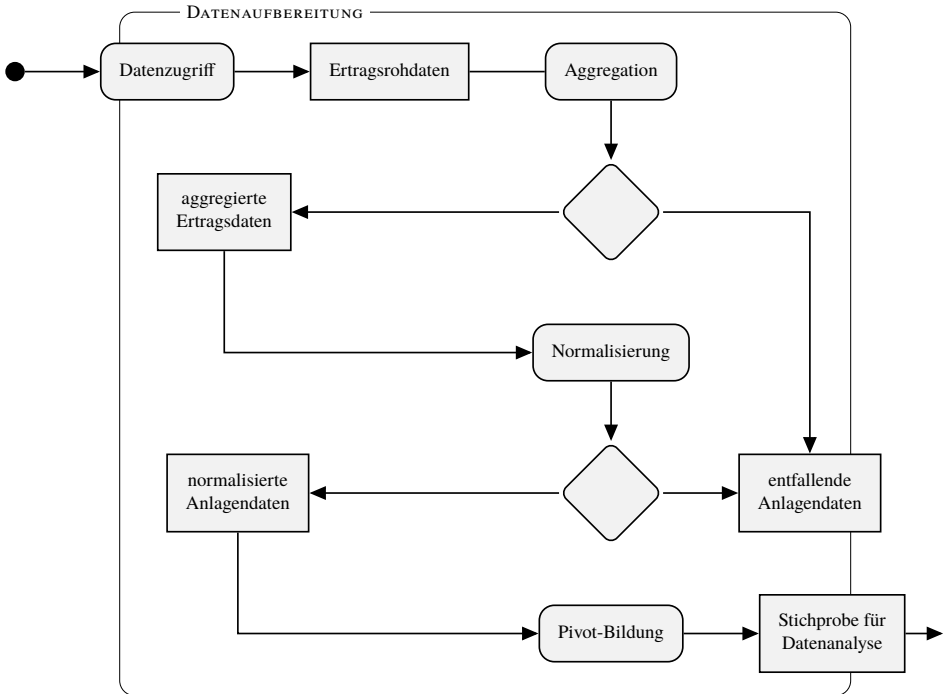 DATENAUFBEREITUNG
Datenzugriff
Ertragsrohdaten
Aggregation
aggregierte
Ertragsdaten
Normalisierung
normalisierte
Anlagendaten
entfallende
Anlagendaten
Pivot-Bildung
Stichprobe für
Datenanalyse